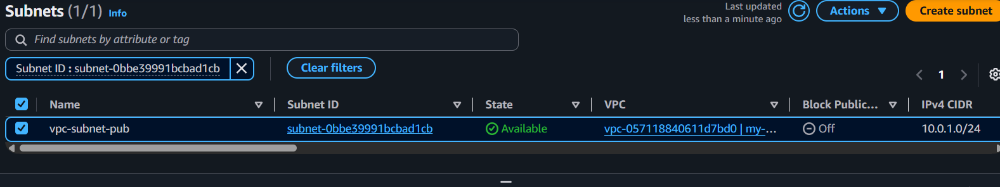 Subnets (1/1) Info
Last updated
less than a minute ago
Actions
Create subnet
Find subnets by attribute or tag
Subnet ID : subnet-0bbe39991bcbad1cb
Clear filters
1
Name Subnet ID State VPC Block Public... IPv4 CIDR
vpc-subnet-pub subnet-0bbe39991bcbad1cb Available vpc-057118840611d7bd0 | my-... Off 10.0.1.0/24